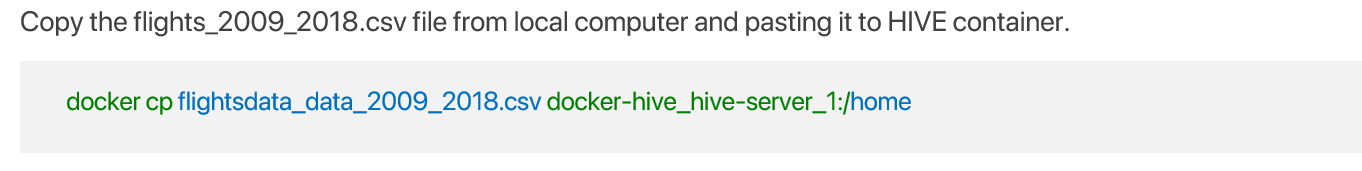 Copy the flights_2009_2018.csv file from local computer and pasting it to HIVE container.
docker cp flightsdata_data_2009_2018.csv docker-hive_hive-server_1:/home